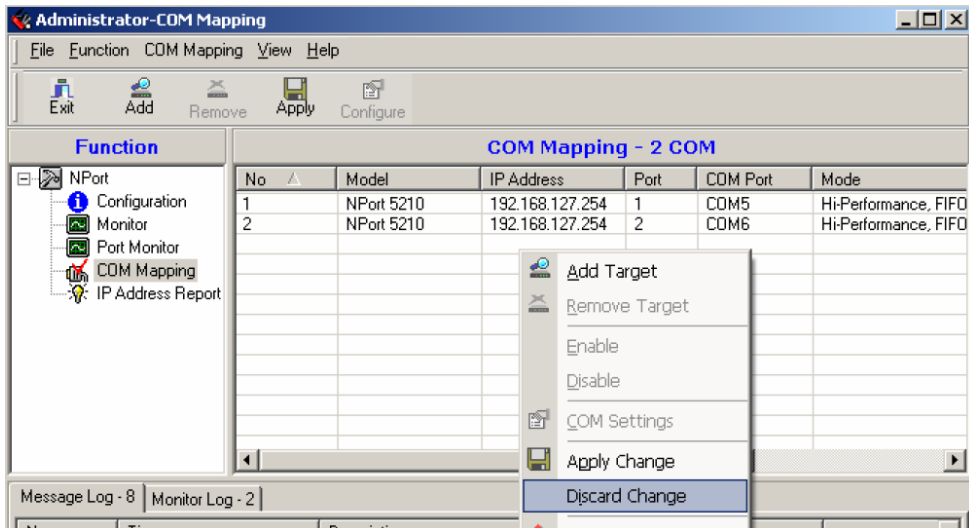 Administrator-COM Mapping
File Function COM Mapping View Help
Exit Add Remove Apply Configure
Function
COM Mapping - 2 COM
NPort
Configuration
Monitor
Port Monitor
COM Mapping
IP Address Report
No Model IP Address Port COM Port Mode
1 NPort 5210 192.168.127.254 1 COM5 Hi-Performance, FIFO
2 NPort 5210 192.168.127.254 2 COM6 Hi-Performance, FIFO
Add Target
Remove Target
Enable
Disable
COM Settings
Apply Change
Discard Change
Message Log - 8 Monitor Log - 2